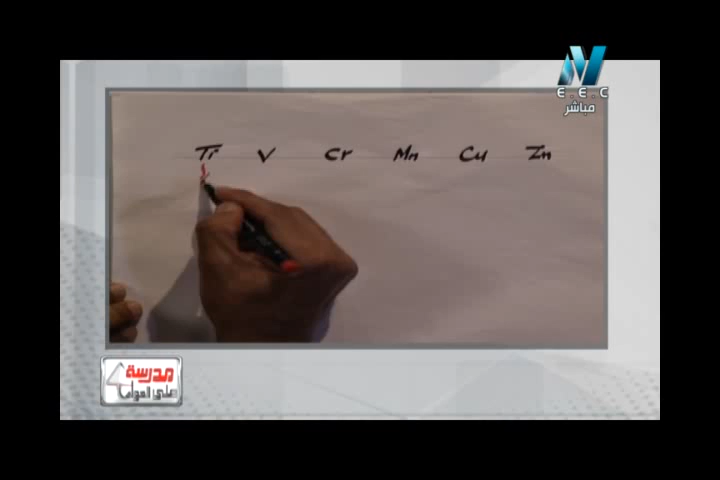 E.E.C
مباشر
Ti V Cr Mn Cu Zn
مدرسة
على الهواء